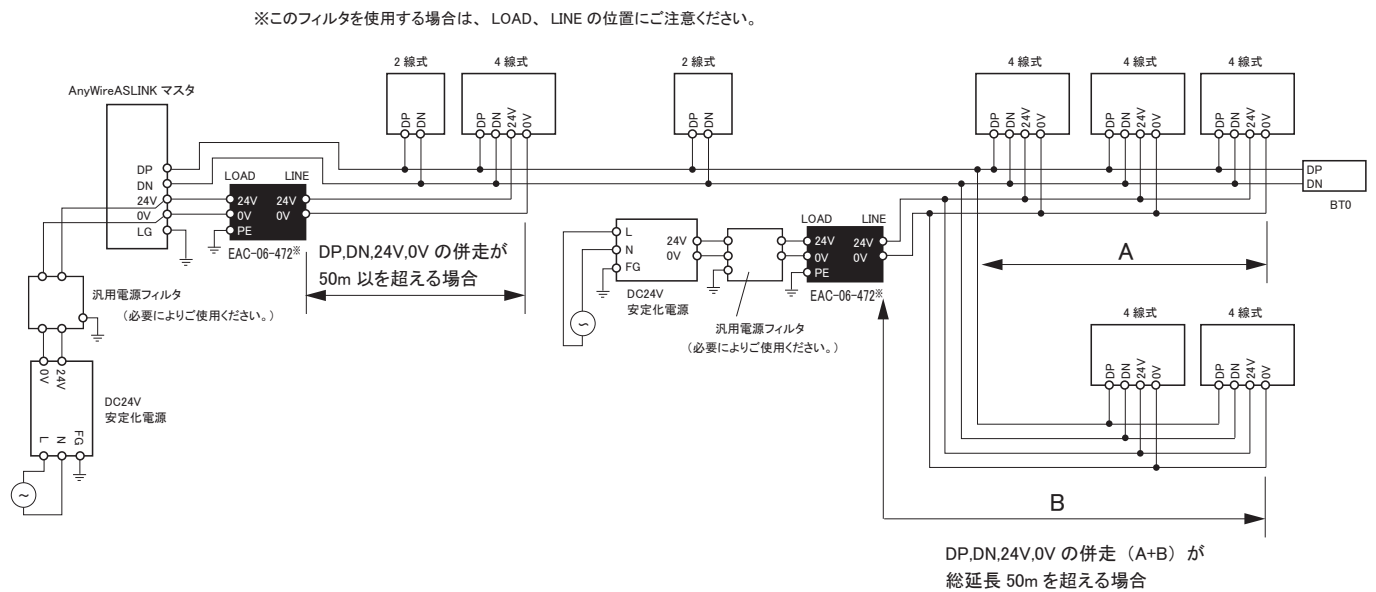 ※このフィルタを使用する場合は、LOAD、LINE の位置にご注意ください。
2 線式
4 線式
2 線式
4 線式
4 線式
4 線式
AnyWireASLINK マスタ
DP
DN
DP
DN
24V
0V
DP
DN
DP
DN
24V
0V
DP
DN
24V
0V
DP
DN
24V
0V
DP
DN
24V
0V
LG
LOAD
LINE
24V
24V
0V
0V
PE
EAC-06-472※
DP
DN
BT0
DP,DN,24V,0V の併走が
50m 以を超える場合
L
N
FG
24V
0V
DC24V
安定化電源
LOAD
LINE
24V
24V
0V
0V
PE
EAC-06-472※
A
汎用電源フィルタ
（必要によりご使用ください。）
汎用電源フィルタ
（必要によりご使用ください。）
4 線式
4 線式
DP
DN
24V
0V
DP
DN
24V
0V
0V
24V
DC24V
安定化電源
L
N
FG
B
DP,DN,24V,0V の併走（A+B）が
総延長 50m を超える場合